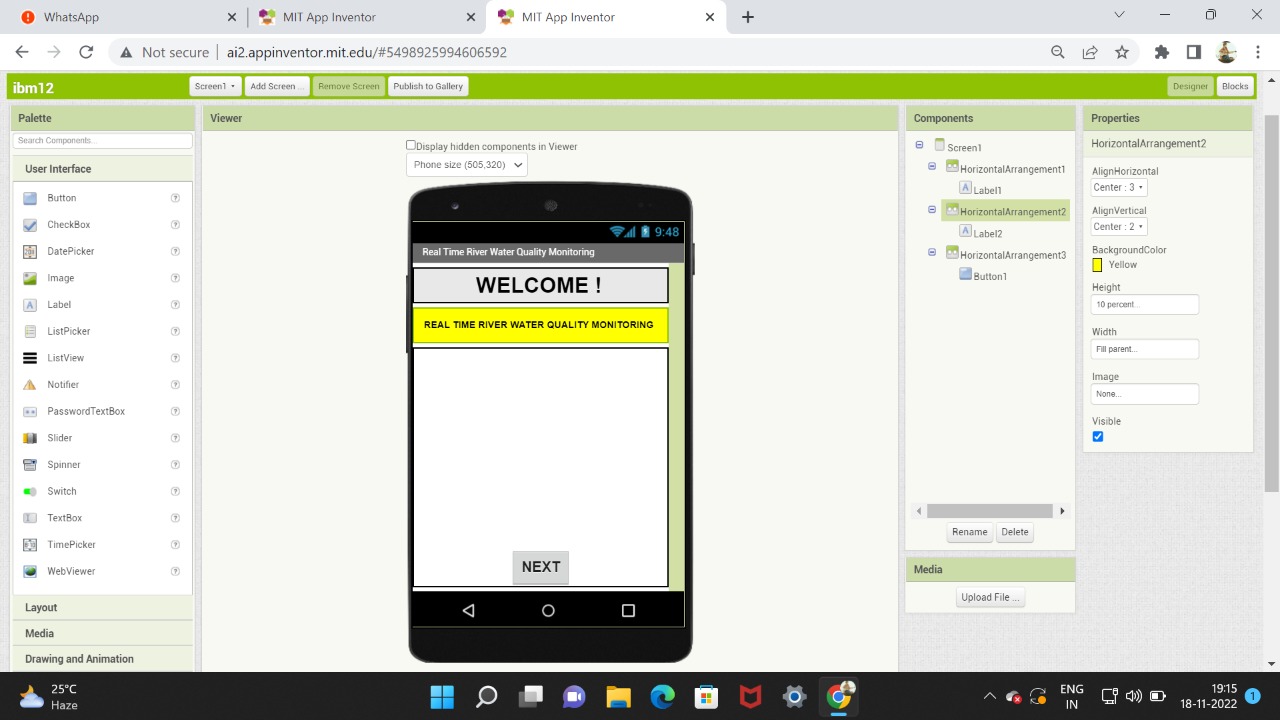 WhatsApp
MIT App Inventor
MIT App Inventor
Not secure
ai2.appinventor.mit.edu/#5498925994606592
ibm12
Screen1
Add Screen ...
Remove Screen
Publish to Gallery
Designer
Blocks
Palette
Search Components...
User Interface
Button
CheckBox
DatePicker
Image
Label
ListPicker
ListView
Notifier
PasswordTextBox
Slider
Spinner
Switch
TextBox
TimePicker
WebViewer
Layout
Media
Drawing and Animation
Viewer
Display hidden components in Viewer
Phone size (505,320)
9:48
Real Time River Water Quality Monitoring
WELCOME !
REAL TIME RIVER WATER QUALITY MONITORING
NEXT
Components
Screen1
HorizontalArrangement1
Label1
HorizontalArrangement2
Label2
HorizontalArrangement3
Button1
Rename
Delete
Media
Upload File ...
Properties
HorizontalArrangement2
AlignHorizontal
Center : 3
AlignVertical
Center : 2
BackgroundColor
Yellow
Height
10 percent...
Width
Fill parent...
Image
None...
Visible
25°C
Haze
ENG
IN
19:15
18-11-2022
1